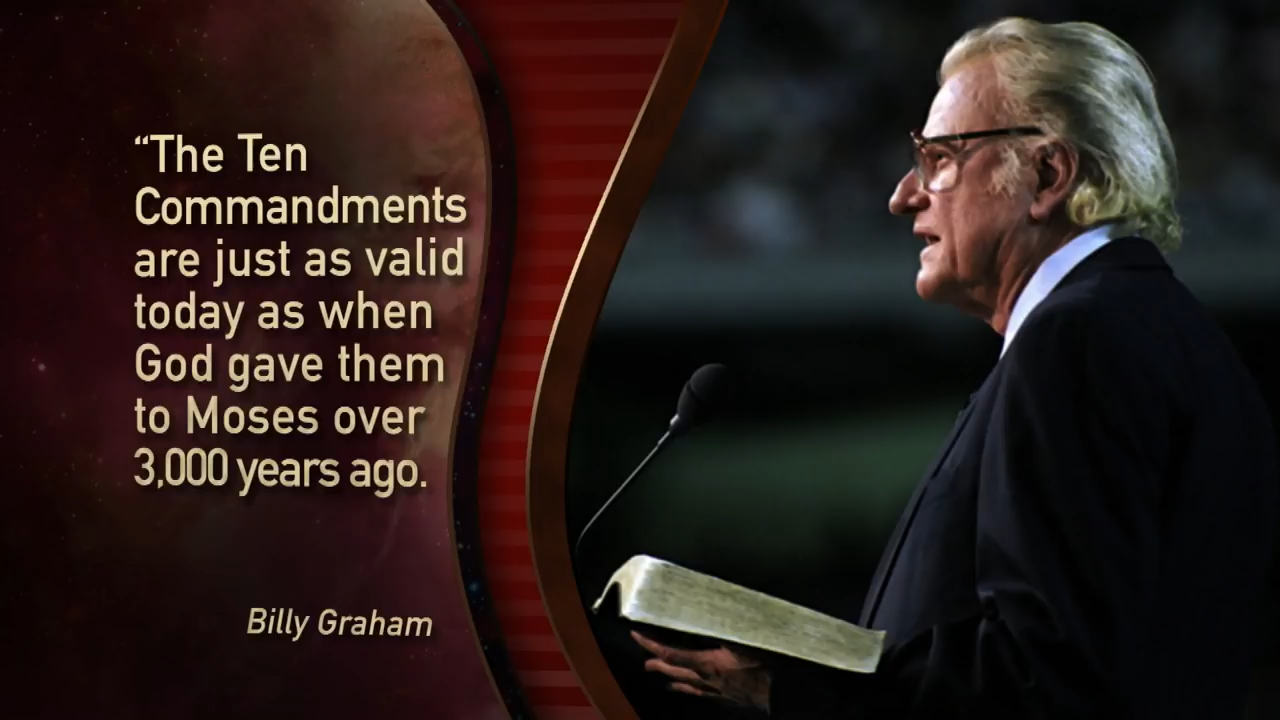 “The Ten
Commandments
are just as valid
today as when
God gave them
to Moses over
3,000 years ago.
Billy Graham